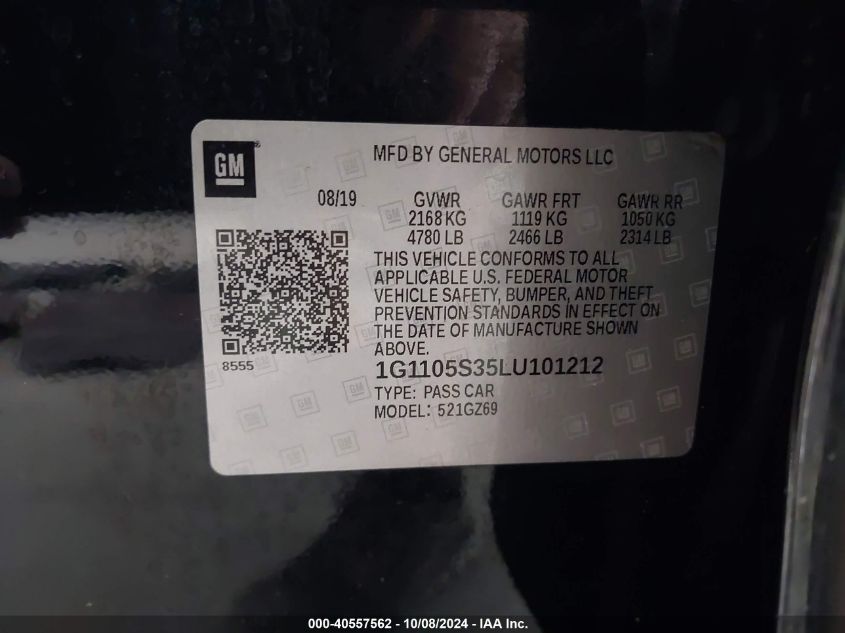 GM ®
MFD BY GENERAL MOTORS LLC
08/19 GVWR GAWR FRT GAWR RR
2168 KG 1119 KG 1050 KG
4780 LB 2466 LB 2314 LB
THIS VEHICLE CONFORMS TO ALL
APPLICABLE U.S. FEDERAL MOTOR
VEHICLE SAFETY, BUMPER, AND THEFT
PREVENTION STANDARDS IN EFFECT ON
THE DATE OF MANUFACTURE SHOWN
ABOVE.
8555
1G1105S35LU101212
TYPE: PASS CAR
MODEL: 521GZ69
000-40557562 - 10/08/2024 - IAA Inc.